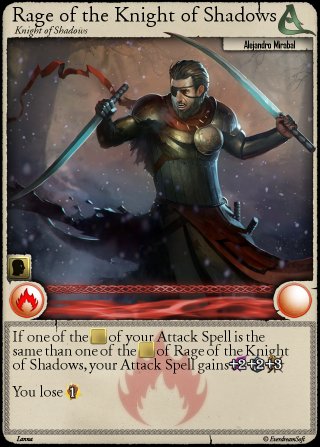 Rage of the Knight of Shadows
Knight of Shadows
Alejandro Mirabal
If one of the of your Attack Spell is the
same than one of the of Rage of the Knight
of Shadows, your Attack Spell gains +2+2+3
You lose 1
Lanna
© EverdreamSoft